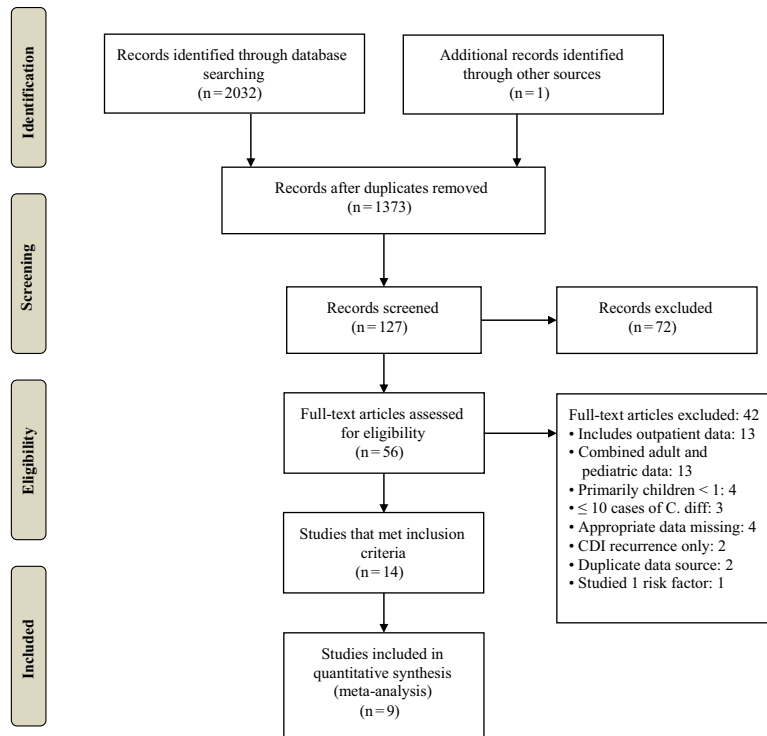 Identification
Records identified through database
searching
(n = 2032)
Additional records identified
through other sources
(n = 1)
Records after duplicates removed
(n = 1373)
Screening
Records screened
(n = 127)
Records excluded
(n = 72)
Eligibility
Full-text articles assessed
for eligibility
(n = 56)
Full-text articles excluded: 42
• Includes outpatient data: 13
• Combined adult and
pediatric data: 13
• Primarily children < 1: 4
• ≤ 10 cases of C. diff: 3
• Appropriate data missing: 4
• CDI recurrence only: 2
• Duplicate data source: 2
• Studied 1 risk factor: 1
Studies that met inclusion
criteria
(n = 14)
Included
Studies included in
quantitative synthesis
(meta-analysis)
(n = 9)